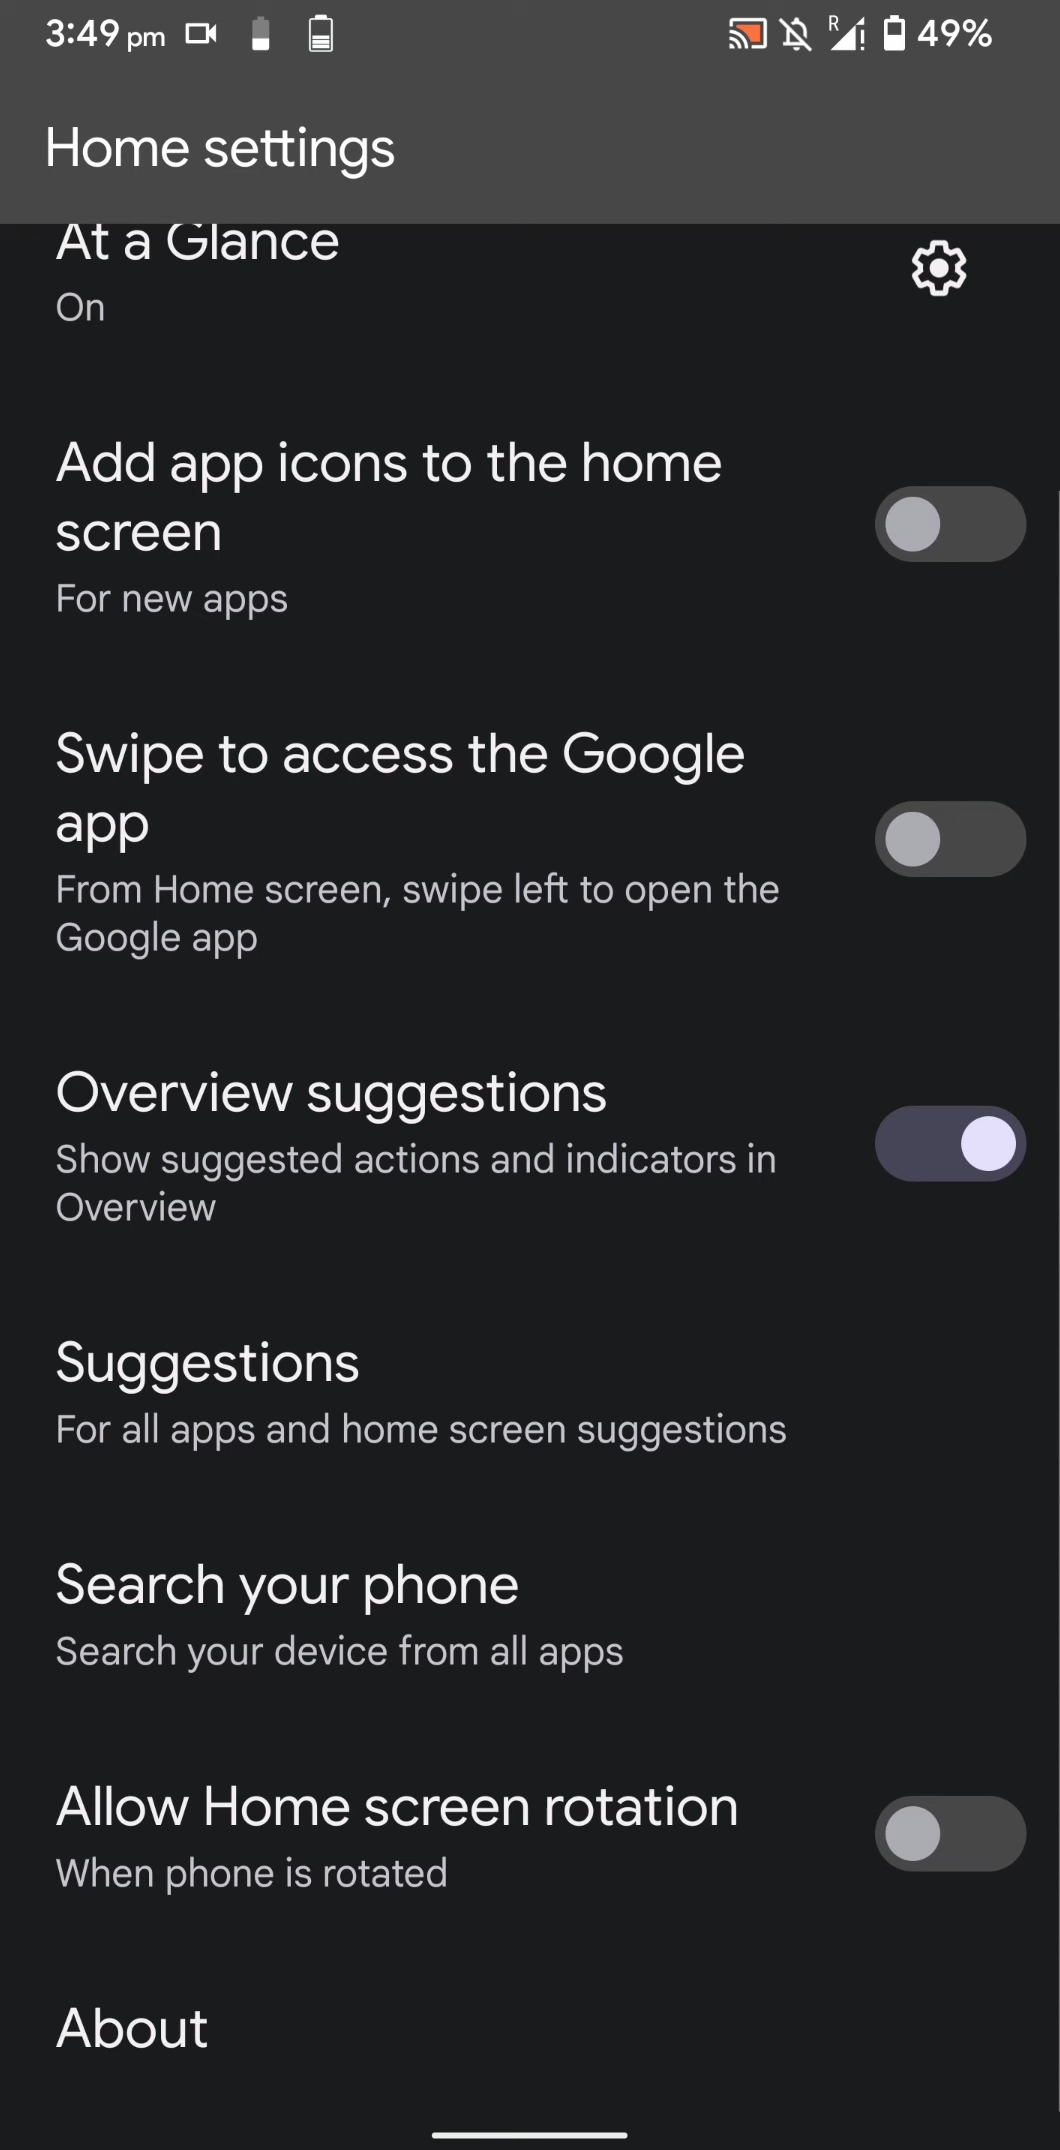 3:49 pm
R
49%
Home settings
At a Glance
On
Add app icons to the home
screen
For new apps
Swipe to access the Google
app
From Home screen, swipe left to open the
Google app
Overview suggestions
Show suggested actions and indicators in
Overview
Suggestions
For all apps and home screen suggestions
Search your phone
Search your device from all apps
Allow Home screen rotation
When phone is rotated
About